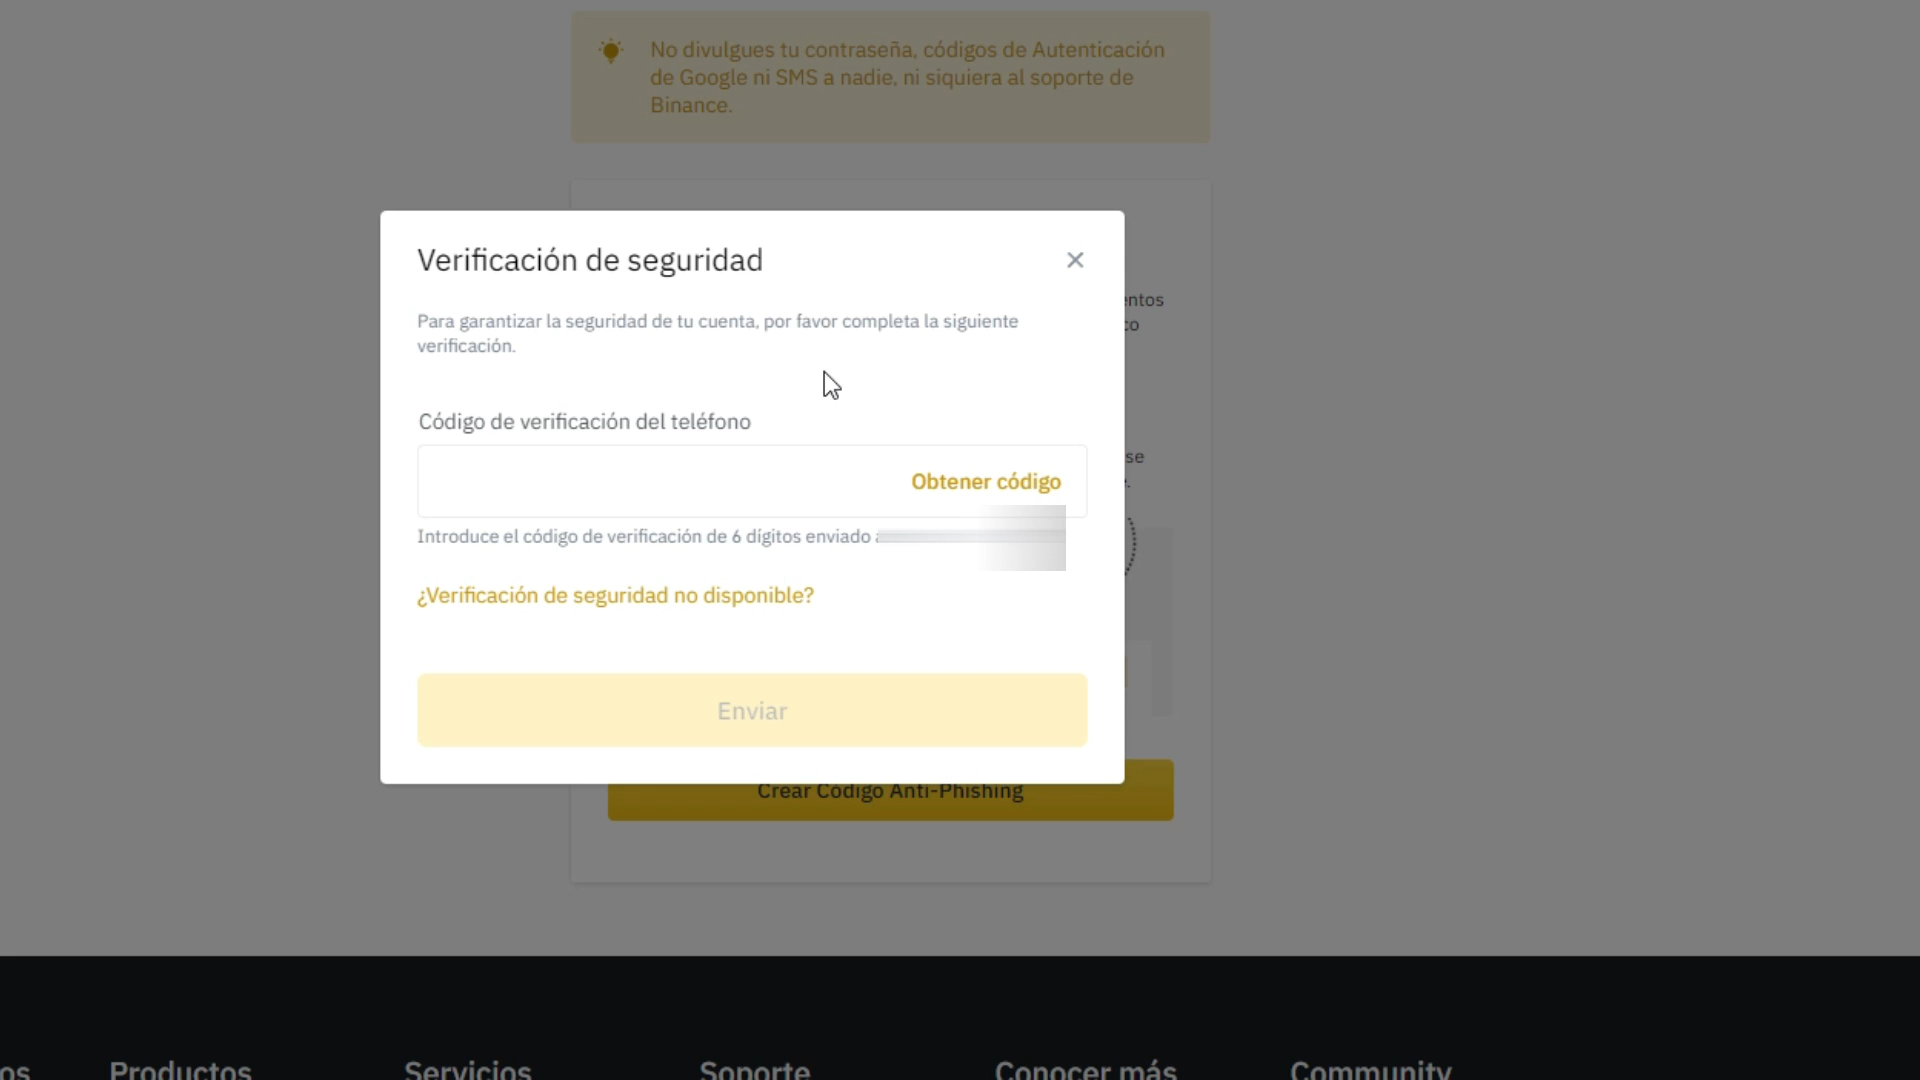 No divulgues tu contraseña, códigos de Autenticación
de Google ni SMS a nadie, ni siquiera al soporte de
Binance.
Verificación de seguridad
Para garantizar la seguridad de tu cuenta, por favor completa la siguiente
verificación.
Código de verificación del teléfono
Obtener código
Introduce el código de verificación de 6 dígitos enviado
¿Verificación de seguridad no disponible?
Enviar
Crear Código Anti-Phishing
Productos
Servicios
Soporte
Conocer más
Community